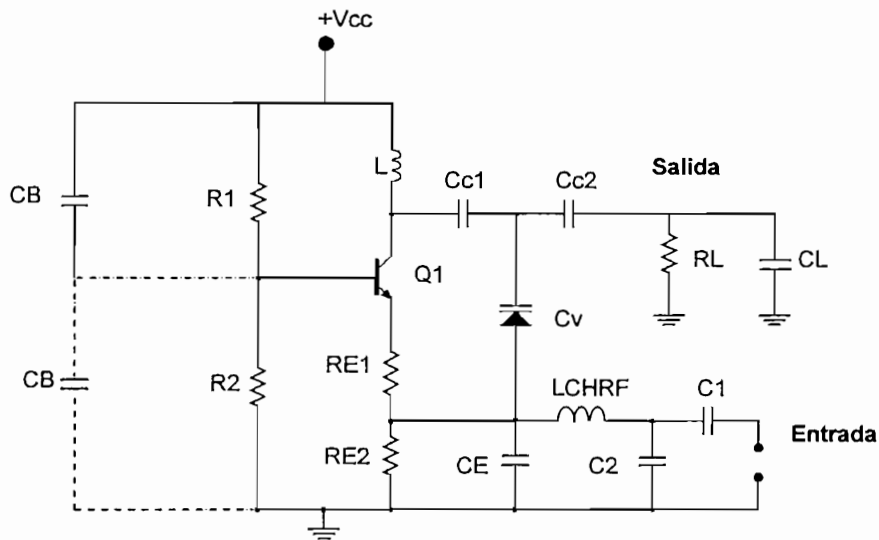 +Vcc
L
Cc1
Cc2
Salida
CB
R1
RL
CL
Q1
Cv
CB
R2
RE1
LCHRF
C1
Entrada
RE2
CE
C2